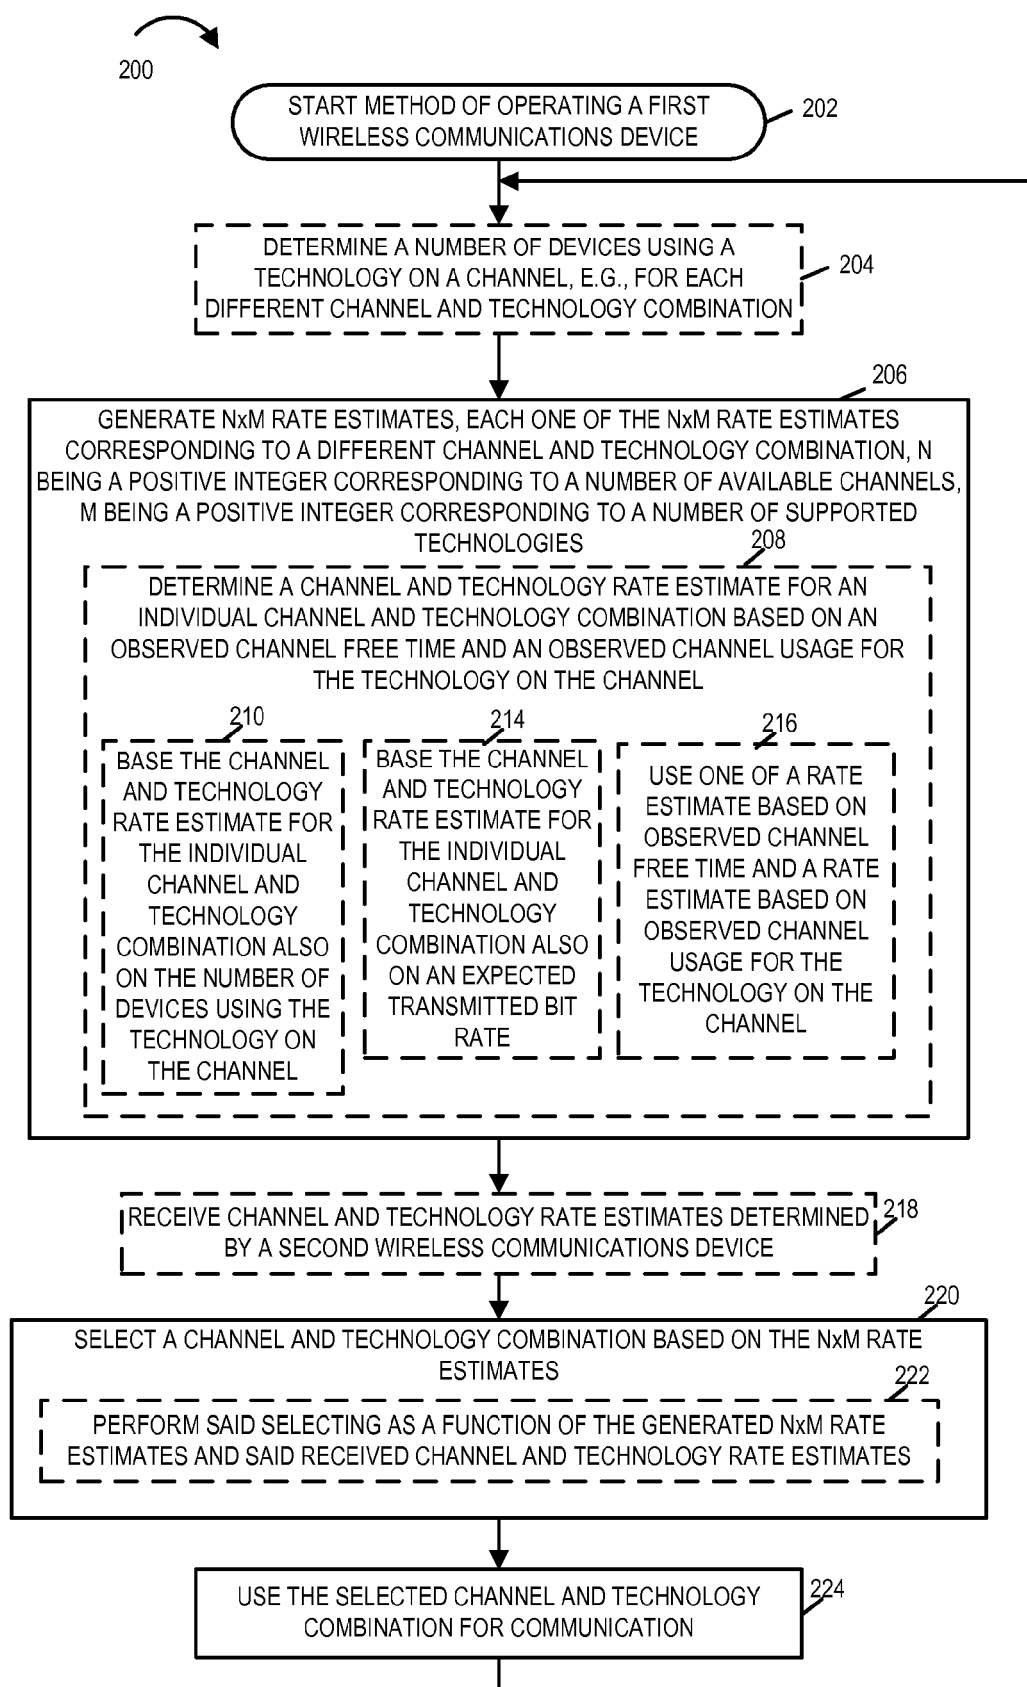 200
START METHOD OF OPERATING A FIRST
WIRELESS COMMUNICATIONS DEVICE
202
DETERMINE A NUMBER OF DEVICES USING A
TECHNOLOGY ON A CHANNEL, E.G., FOR EACH
DIFFERENT CHANNEL AND TECHNOLOGY COMBINATION
204
206
GENERATE NxM RATE ESTIMATES, EACH ONE OF THE NxM RATE ESTIMATES
CORRESPONDING TO A DIFFERENT CHANNEL AND TECHNOLOGY COMBINATION, N
BEING A POSITIVE INTEGER CORRESPONDING TO A NUMBER OF AVAILABLE CHANNELS,
M BEING A POSITIVE INTEGER CORRESPONDING TO A NUMBER OF SUPPORTED
TECHNOLOGIES
208
DETERMINE A CHANNEL AND TECHNOLOGY RATE ESTIMATE FOR AN
INDIVIDUAL CHANNEL AND TECHNOLOGY COMBINATION BASED ON AN
OBSERVED CHANNEL FREE TIME AND AN OBSERVED CHANNEL USAGE FOR
THE TECHNOLOGY ON THE CHANNEL
210
BASE THE CHANNEL
AND TECHNOLOGY
RATE ESTIMATE FOR
THE INDIVIDUAL
CHANNEL AND
TECHNOLOGY
COMBINATION ALSO
ON THE NUMBER OF
DEVICES USING THE
TECHNOLOGY ON
THE CHANNEL
214
BASE THE CHANNEL
AND TECHNOLOGY
RATE ESTIMATE FOR
THE INDIVIDUAL
CHANNEL AND
TECHNOLOGY
COMBINATION ALSO
ON AN EXPECTED
TRANSMITTED BIT
RATE
216
USE ONE OF A RATE
ESTIMATE BASED ON
OBSERVED CHANNEL
FREE TIME AND A RATE
ESTIMATE BASED ON
OBSERVED CHANNEL
USAGE FOR THE
TECHNOLOGY ON THE
CHANNEL
RECEIVE CHANNEL AND TECHNOLOGY RATE ESTIMATES DETERMINED
BY A SECOND WIRELESS COMMUNICATIONS DEVICE
218
220
SELECT A CHANNEL AND TECHNOLOGY COMBINATION BASED ON THE NxM RATE
ESTIMATES
222
PERFORM SAID SELECTING AS A FUNCTION OF THE GENERATED NxM RATE
ESTIMATES AND SAID RECEIVED CHANNEL AND TECHNOLOGY RATE ESTIMATES
USE THE SELECTED CHANNEL AND TECHNOLOGY
COMBINATION FOR COMMUNICATION
224